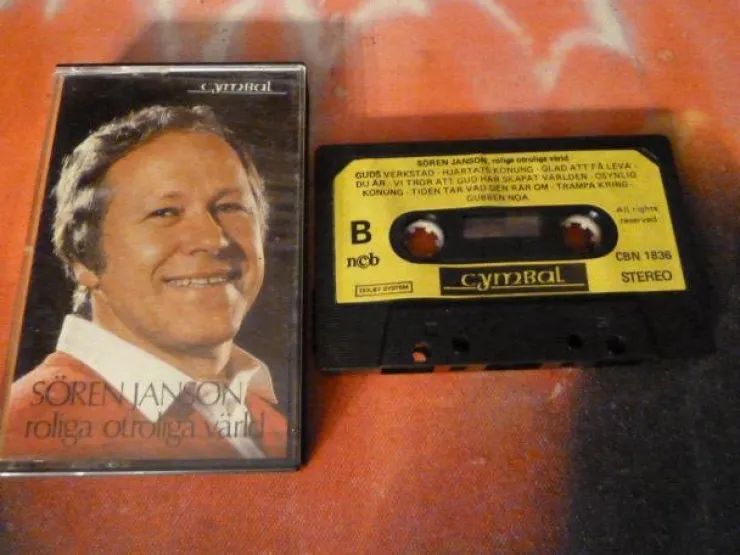 cymbal
SÖREN JANSON
roliga otroliga värld
SÖREN JANSON, roliga otroliga värld
GUDS VERKSTAD · HJÄRTATS KONUNG · GLAD ATT FÅ LEVA ·
DU ÄR · VI TROR ATT GUD HAR SKAPAT VÄRLDEN · OSYNLIG
KONUNG · TIDEN TAR VAD DEN RÅR OM · TRAMPA KRING ·
GUBBEN NOA
B
All rights
reserved
ncb
CBN 1836
DOLBY SYSTEM
cymbal
STEREO